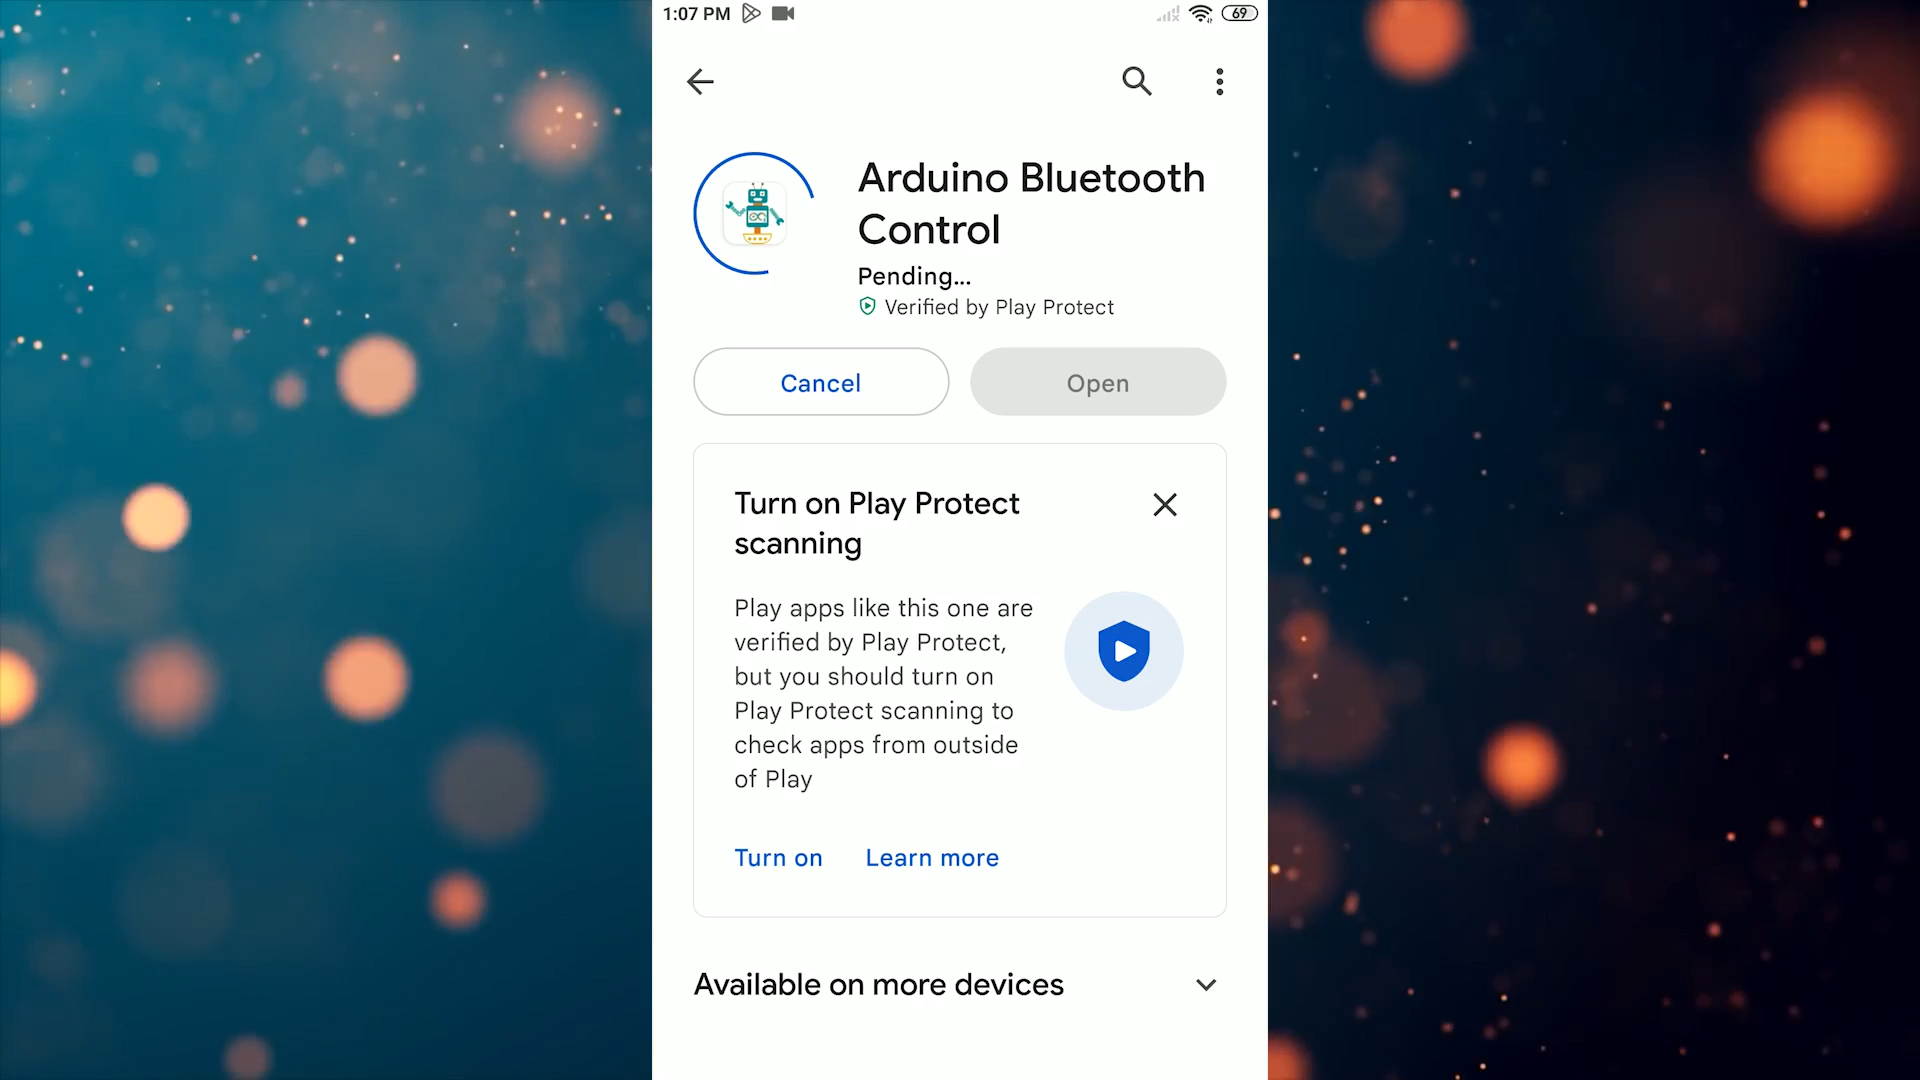 1:07 PM
69
Arduino Bluetooth
Control
Pending...
Verified by Play Protect
Cancel
Open
Turn on Play Protect
scanning
Play apps like this one are
verified by Play Protect,
but you should turn on
Play Protect scanning to
check apps from outside
of Play
Turn on
Learn more
Available on more devices